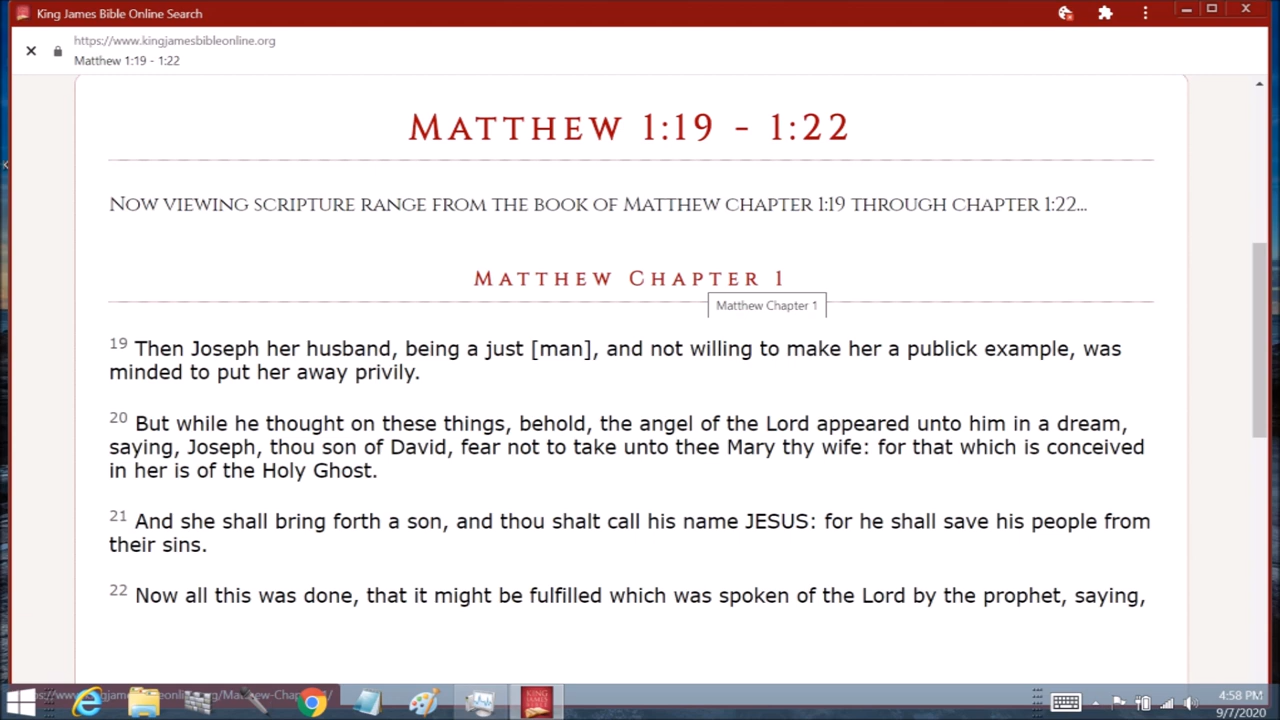 King James Bible Online Search
https://www.kingjamesbibleonline.org
Matthew 1:19 - 1:22
Matthew 1:19 - 1:22
Now viewing scripture range from the book of Matthew chapter 1:19 through chapter 1:22...
Matthew Chapter 1
Matthew Chapter 1
19 Then Joseph her husband, being a just [man], and not willing to make her a publick example, was
minded to put her away privily.
20 But while he thought on these things, behold, the angel of the Lord appeared unto him in a dream,
saying, Joseph, thou son of David, fear not to take unto thee Mary thy wife: for that which is conceived
in her is of the Holy Ghost.
21 And she shall bring forth a son, and thou shalt call his name JESUS: for he shall save his people from
their sins.
22 Now all this was done, that it might be fulfilled which was spoken of the Lord by the prophet, saying,
KING
JAMES
BIBLE
4:58 PM
9/7/2020